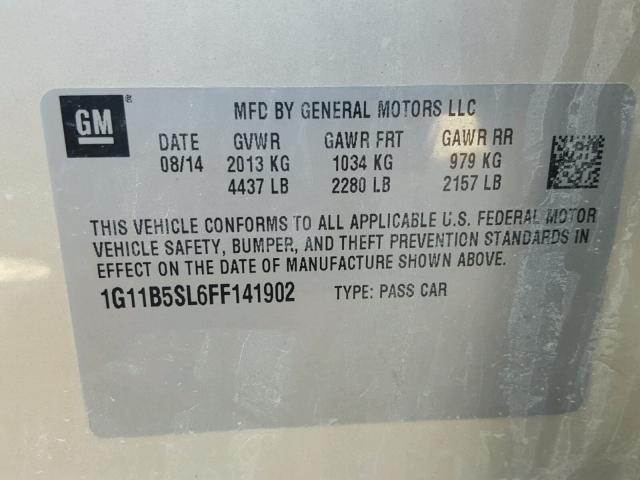 GM
®
MFD BY GENERAL MOTORS LLC
DATE GVWR GAWR FRT GAWR RR
08/14 2013 KG 1034 KG 979 KG
4437 LB 2280 LB 2157 LB
THIS VEHICLE CONFORMS TO ALL APPLICABLE U.S. FEDERAL MOTOR
VEHICLE SAFETY, BUMPER, AND THEFT PREVENTION STANDARDS IN
EFFECT ON THE DATE OF MANUFACTURE SHOWN ABOVE.
1G11B5SL6FF141902 TYPE: PASS CAR